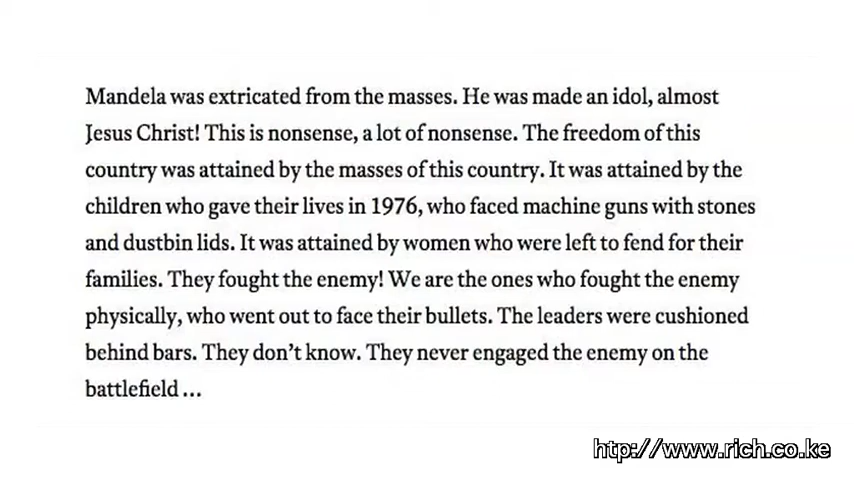 Mandela was extricated from the masses. He was made an idol, almost
Jesus Christ! This is nonsense, a lot of nonsense. The freedom of this
country was attained by the masses of this country. It was attained by the
children who gave their lives in 1976, who faced machine guns with stones
and dustbin lids. It was attained by women who were left to fend for their
families. They fought the enemy! We are the ones who fought the enemy
physically, who went out to face their bullets. The leaders were cushioned
behind bars. They don’t know. They never engaged the enemy on the
battlefield ...
htp://www.rich.co.ke